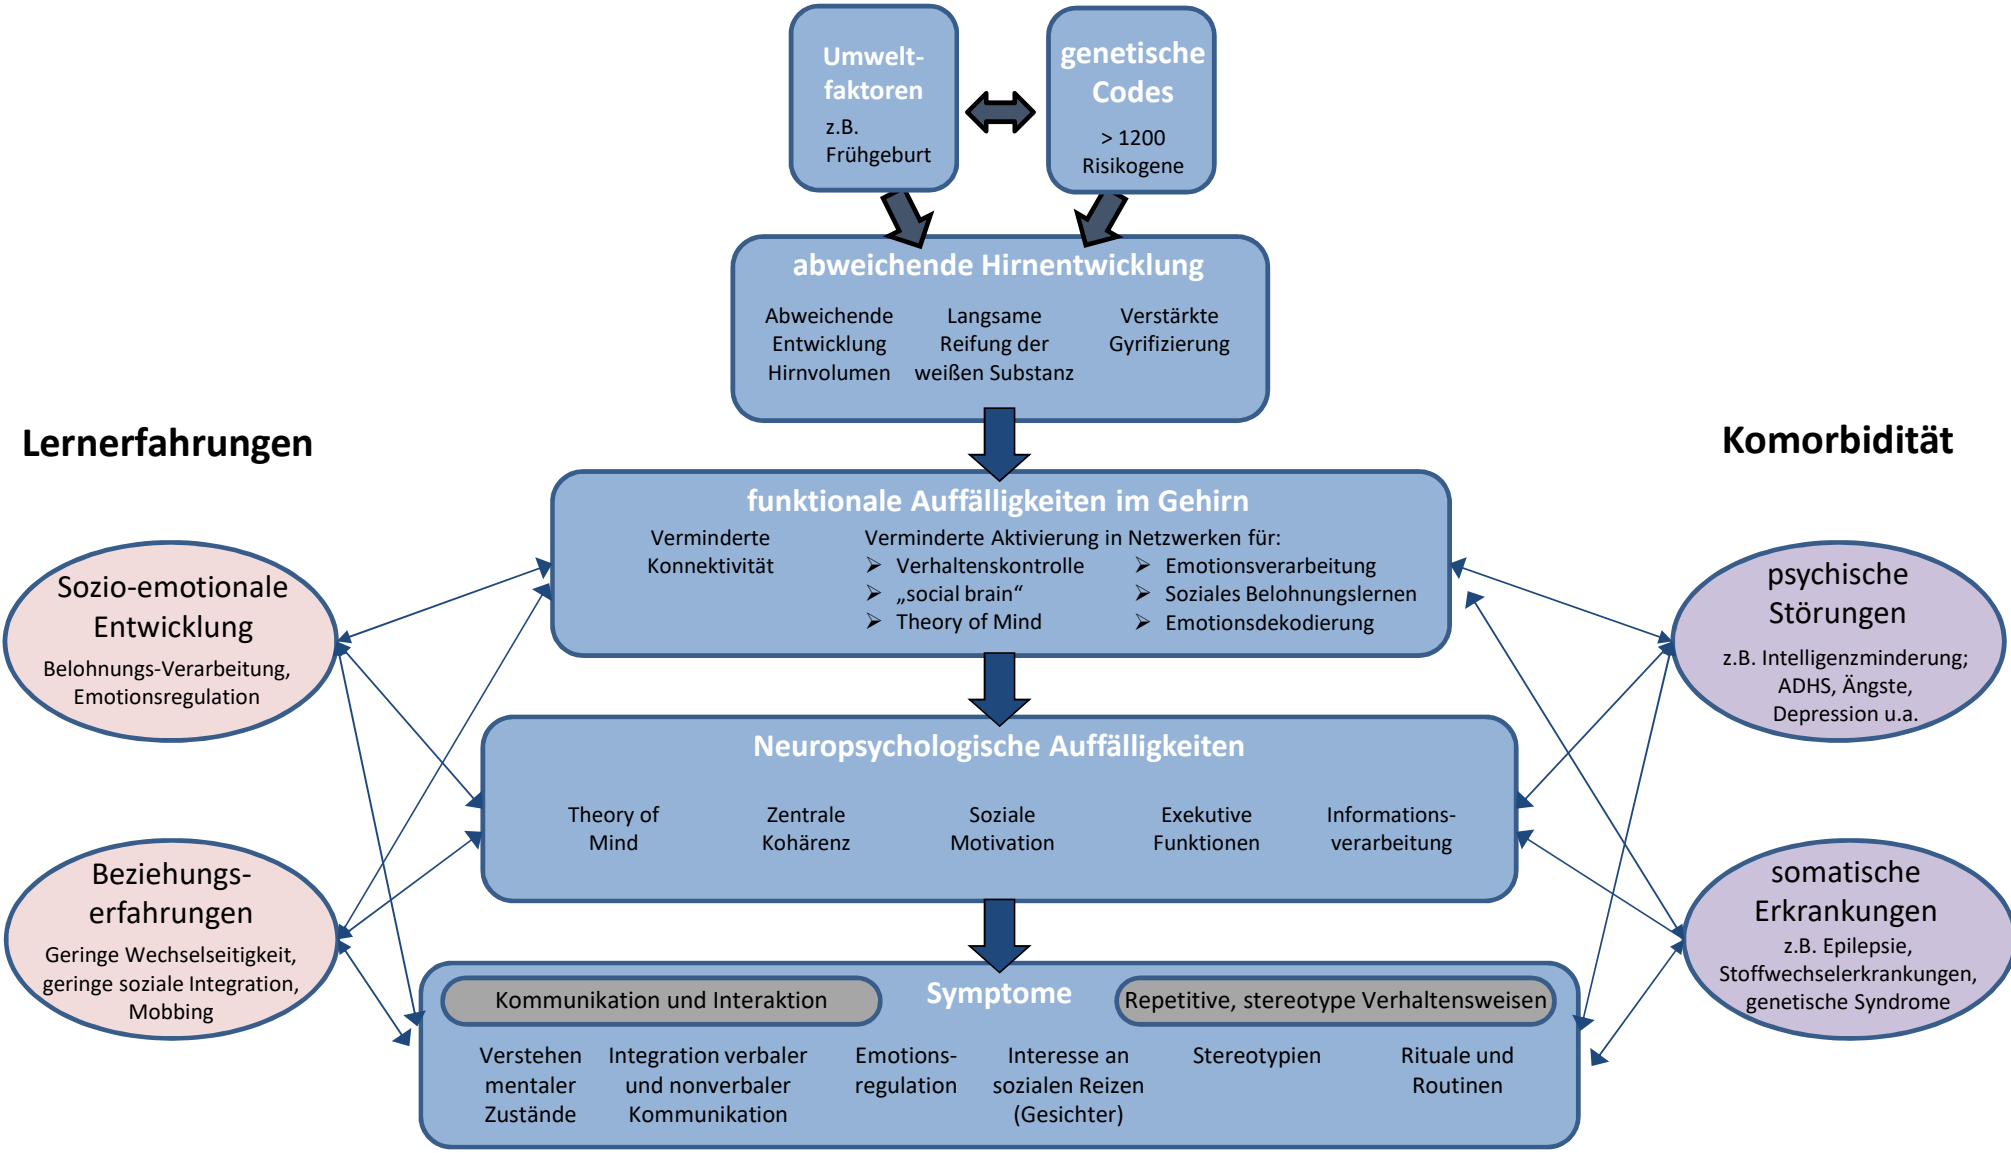 Umwelt-
faktoren
z.B.
Frühgeburt
genetische
Codes
> 1200
Risikogene
abweichende Hirnentwicklung
Abweichende
Entwicklung
Hirnvolumen
Langsame
Reifung der
weißen Substanz
Verstärkte
Gyrifizierung
Lernerfahrungen
Komorbidität
funktionale Auffälligkeiten im Gehirn
Verminderte
Konnektivität
Verminderte Aktivierung in Netzwerken für:
➢ Verhaltenskontrolle
➢ „social brain“
➢ Theory of Mind
➢ Emotionsverarbeitung
➢ Soziales Belohnungslernen
➢ Emotionsdekodierung
Sozio-emotionale
Entwicklung
Belohnungs-Verarbeitung,
Emotionsregulation
psychische
Störungen
z.B. Intelligenzminderung;
ADHS, Ängste,
Depression u.a.
Neuropsychologische Auffälligkeiten
Theory of
Mind
Zentrale
Kohärenz
Soziale
Motivation
Exekutive
Funktionen
Informations-
verarbeitung
Beziehungs-
erfahrungen
Geringe Wechselseitigkeit,
geringe soziale Integration,
Mobbing
somatische
Erkrankungen
z.B. Epilepsie,
Stoffwechselerkrankungen,
genetische Syndrome
Symptome
Kommunikation und Interaktion
Repetitive, stereotype Verhaltensweisen
Verstehen
mentaler
Zustände
Integration verbaler
und nonverbaler
Kommunikation
Emotions-
regulation
Interesse an
sozialen Reizen
(Gesichter)
Stereotypien
Rituale und
Routinen